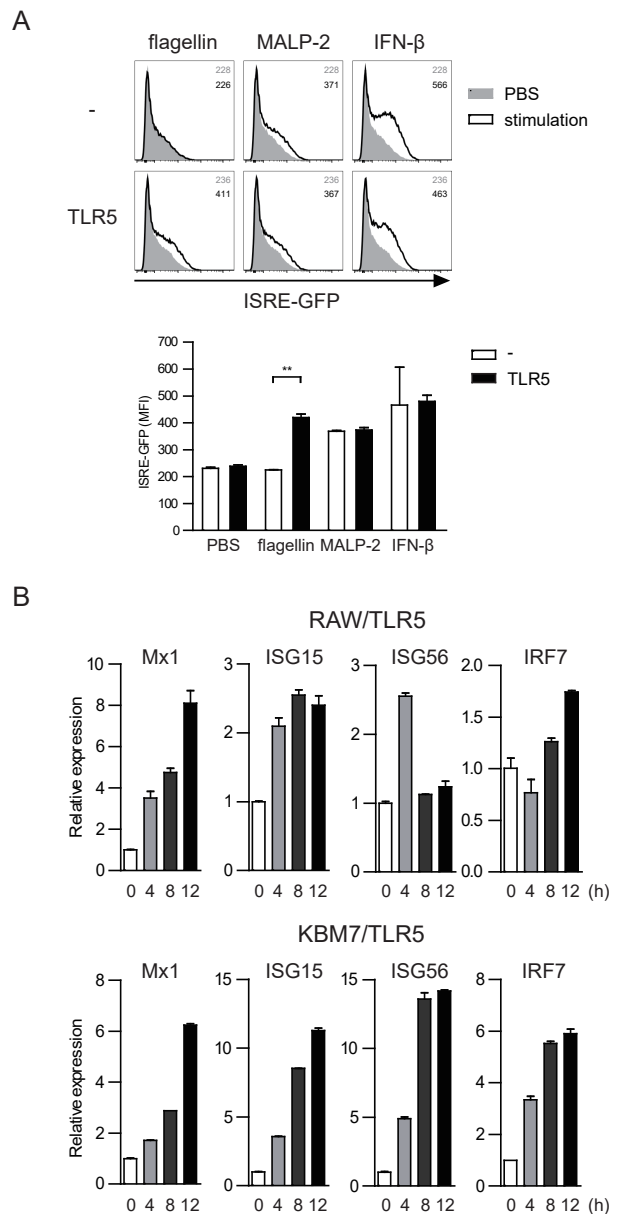 A
flagellin MALP-2 IFN-β
228 228 228
226 371 566
-
PBS
stimulation
236 236 236
411 367 463
TLR5
ISRE-GFP
700
600
500
400
300
200
100
0
ISRE-GFP (MFI)
**
-
TLR5
PBS flagellin MALP-2 IFN-β
B
RAW/TLR5
Mx1 ISG15 ISG56 IRF7
Relative expression
10 3 3 2.0
8 2 2 1.5
6 1 1 1.0
4 0 0 0.5
2 0.0
0
0 4 8 12 0 4 8 12 0 4 8 12 0 4 8 12 (h)
KBM7/TLR5
Mx1 ISG15 ISG56 IRF7
Relative expression
8 15 15 8
6 10 10 6
4 5 5 4
2 0 0 2
0 0
0 4 8 12 0 4 8 12 0 4 8 12 0 4 8 12 (h)